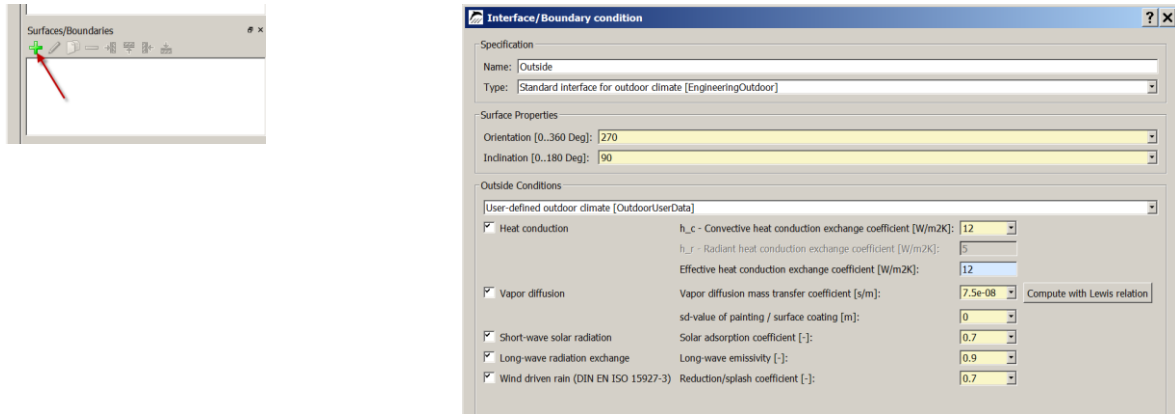 Surfaces/Boundaries
Interface/Boundary condition
Specification
Name: Outside
Type: Standard interface for outdoor climate [EngineeringOutdoor]
Surface Properties
Orientation [0..360 Deg]: 270
Inclination [0..180 Deg]: 90
Outside Conditions
User-defined outdoor climate [OutdoorUserData]
Heat conduction h_c - Convective heat conduction exchange coefficient [W/m2K]: 12
h_r - Radiant heat conduction exchange coefficient [W/m2K]: 5
Effective heat conduction exchange coefficient [W/m2K]: 12
Vapor diffusion Vapor diffusion mass transfer coefficient [s/m]: 7.5e-08 Compute with Lewis relation
sd-value of painting / surface coating [m]: 0
Short-wave solar radiation Solar adsorption coefficient [-]: 0.7
Long-wave radiation exchange Long-wave emissivity [-]: 0.9
Wind driven rain (DIN EN ISO 15927-3) Reduction/splash coefficient [-]: 0.7